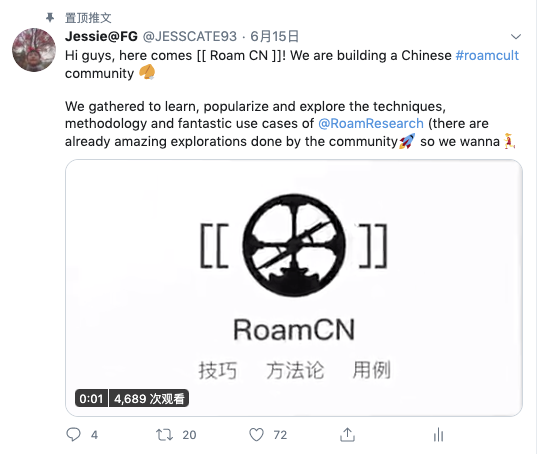 置顶推文
Jessie@FG @JESSCATE93 · 6月15日
Hi guys, here comes [[ Roam CN ]]! We are building a Chinese #roamcult
community 🥠
We gathered to learn, popularize and explore the techniques,
methodology and fantastic use cases of @RoamResearch (there are
already amazing explorations done by the community🚀 so we wanna 💃
[[ ]]
RoamCN
技巧 方法论 用例
0:01 4,689 次观看
4 20 72